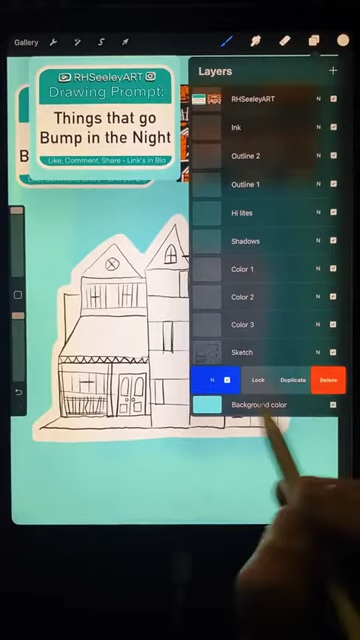 Gallery
RHSeeleyART
Drawing Prompt:
Things that go
Bump in the Night
Like, Comment, Share - Link's in Bio
B
Layers
RHSeeleyART N
Ink N
Outline 2 N
Outline 1 N
Hi lites N
Shadows N
Color 1 N
Color 2 N
Color 3 N
Sketch N
N Lock Duplicate Delete
Background color